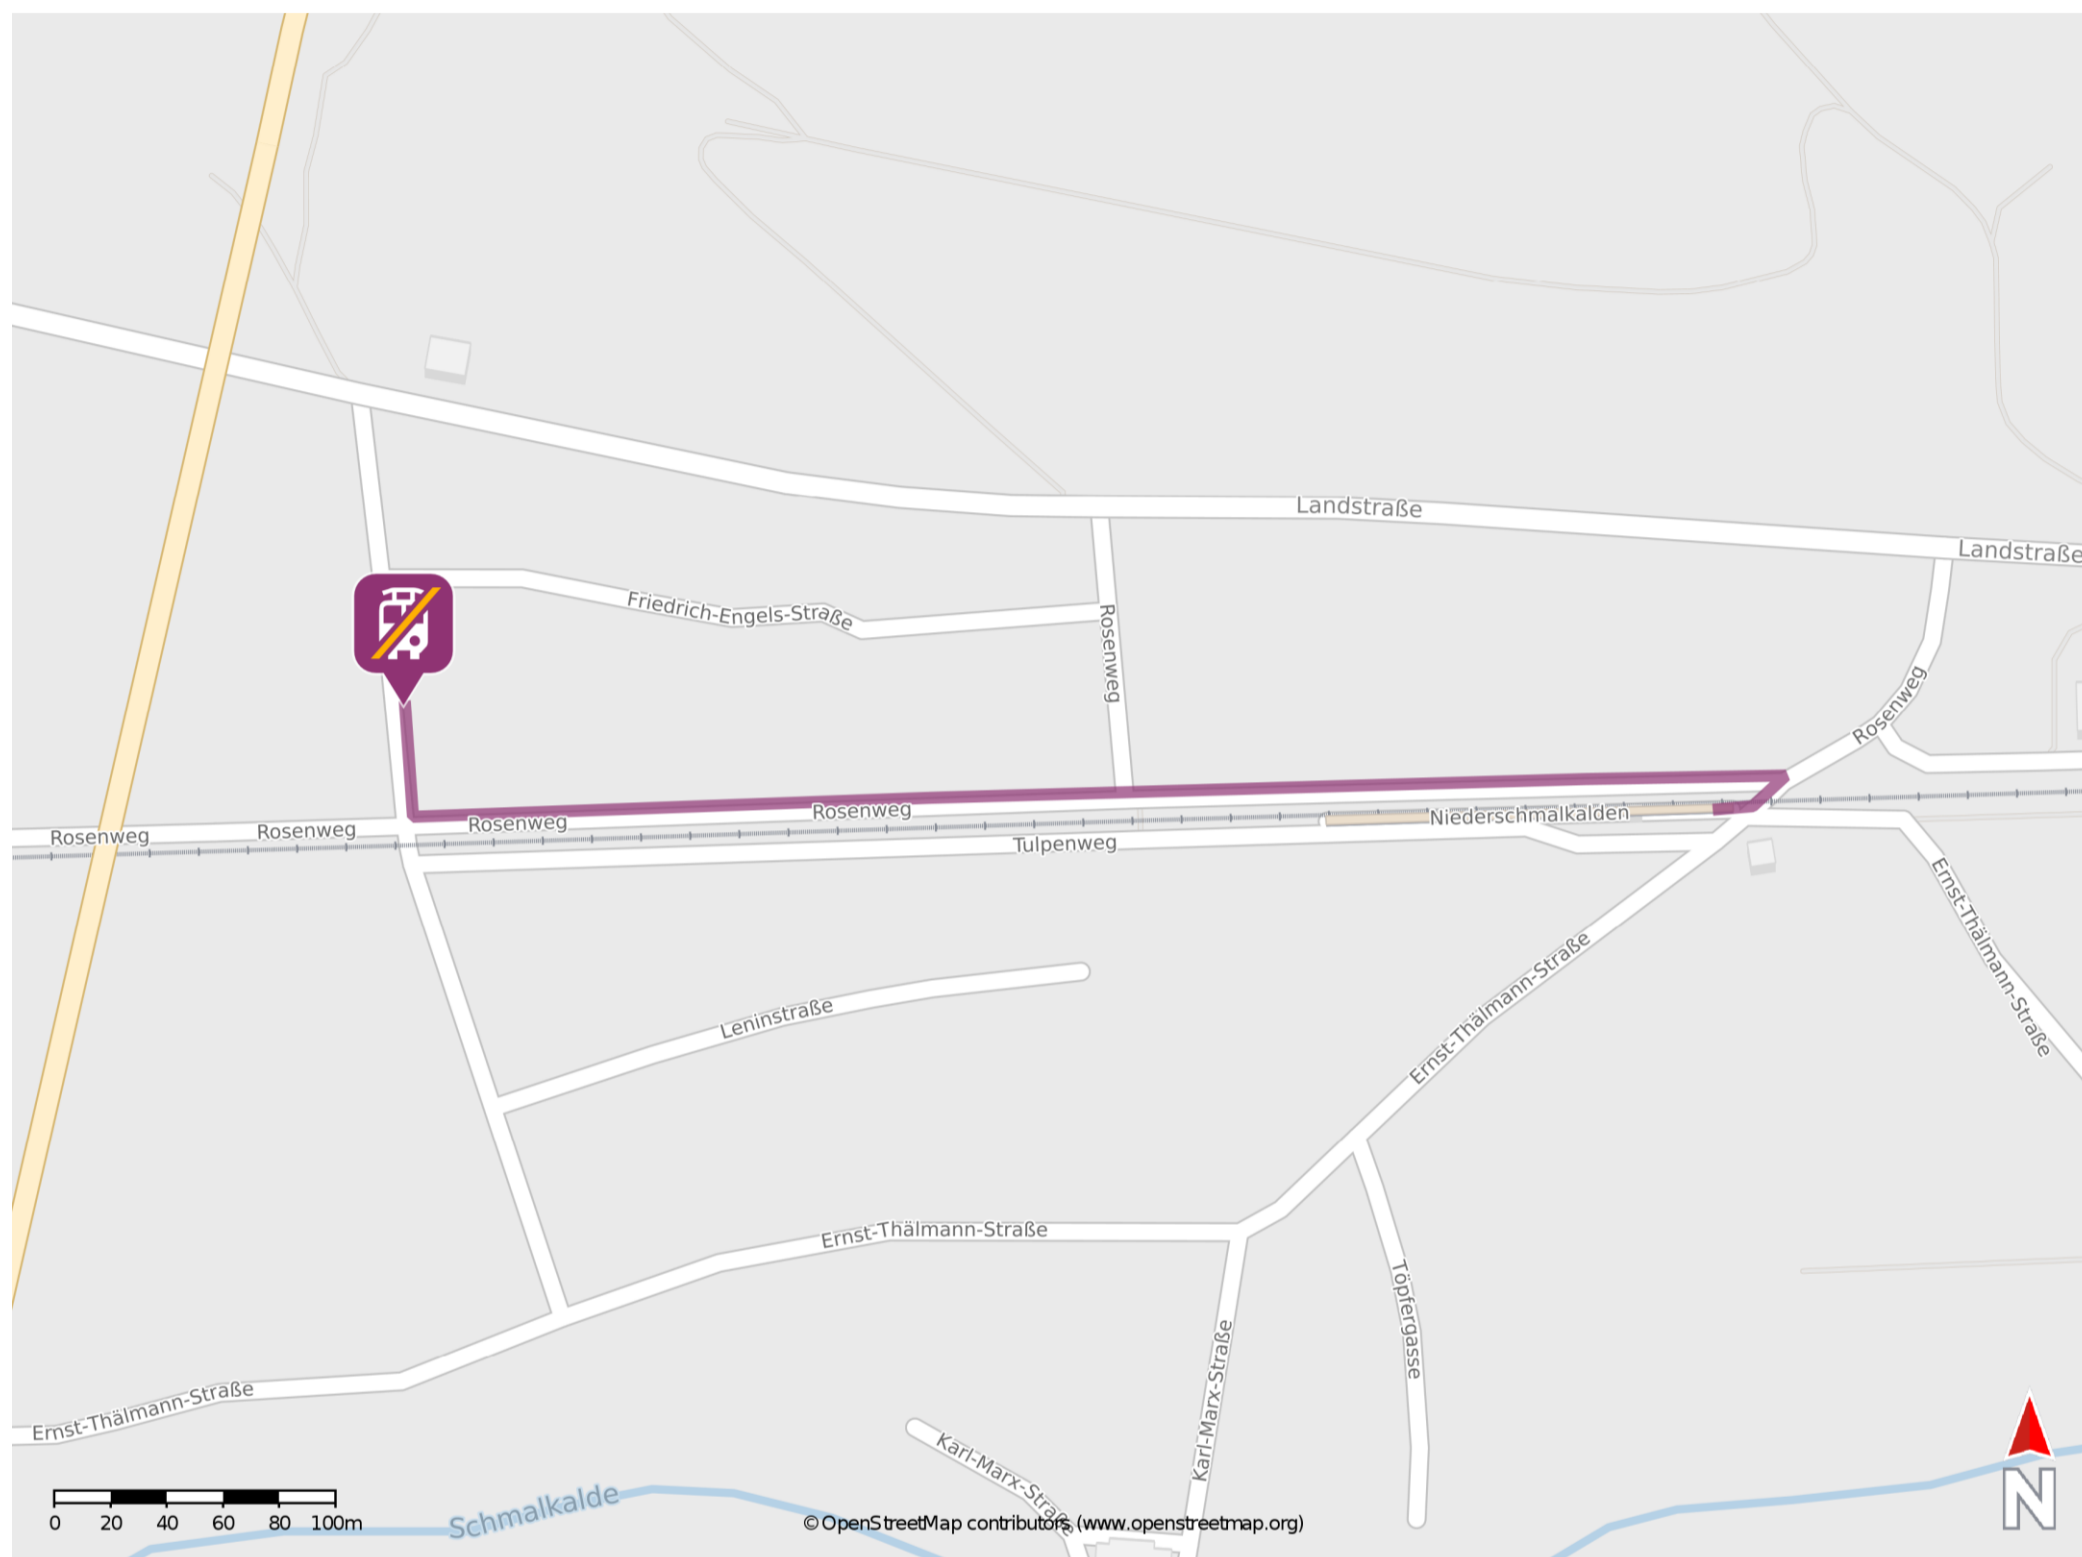 Landstraße
Landstraße
Friedrich-Engels-Straße
Rosenweg
Rosenweg
Rosenweg
Rosenweg
Rosenweg
Rosenweg
Niederschmalkalden
Tulpenweg
Ernst-Thälmann-Straße
Ernst-Thälmann-Straße
Leninstraße
Ernst-Thälmann-Straße
Töpfergasse
Karl-Marx-Straße
Ernst-Thälmann-Straße
Karl-Marx-Straße
Schmalkalde
0 20 40 60 80 100m
©OpenStreetMap contributors (www.openstreetmap.org)
N